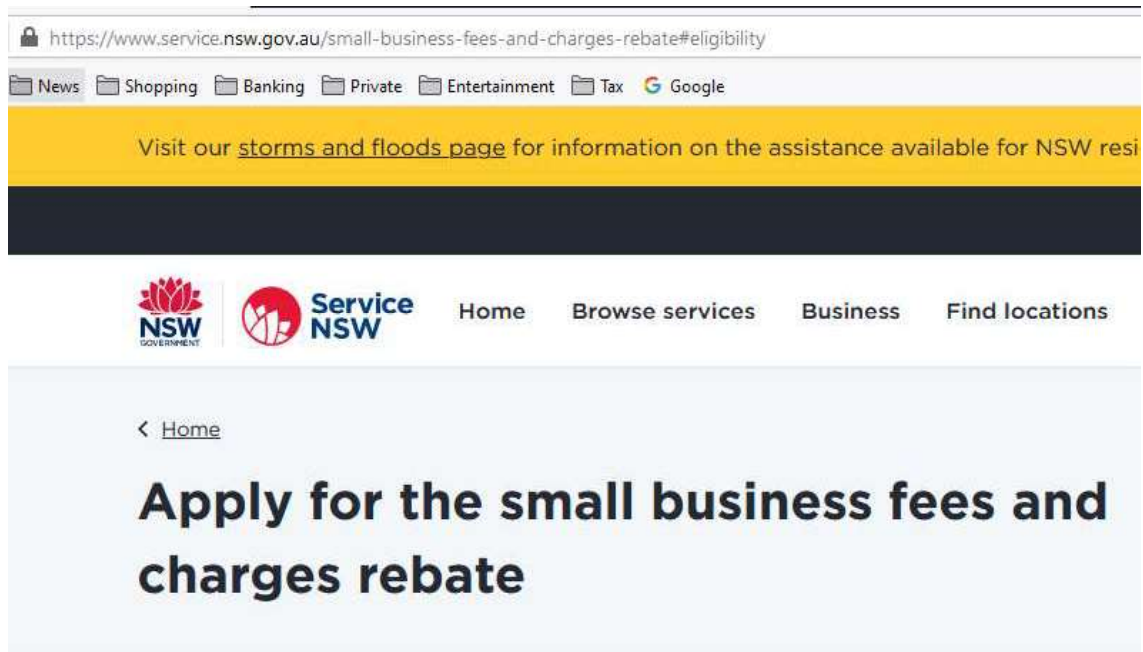 https://www.service.nsw.gov.au/small-business-fees-and-charges-rebate#eligibility
News Shopping Banking Private Entertainment Tax Google
Visit our storms and floods page for information on the assistance available for NSW resi
NSW GOVERNMENT Service NSW Home Browse services Business Find locations
< Home
Apply for the small business fees and
charges rebate